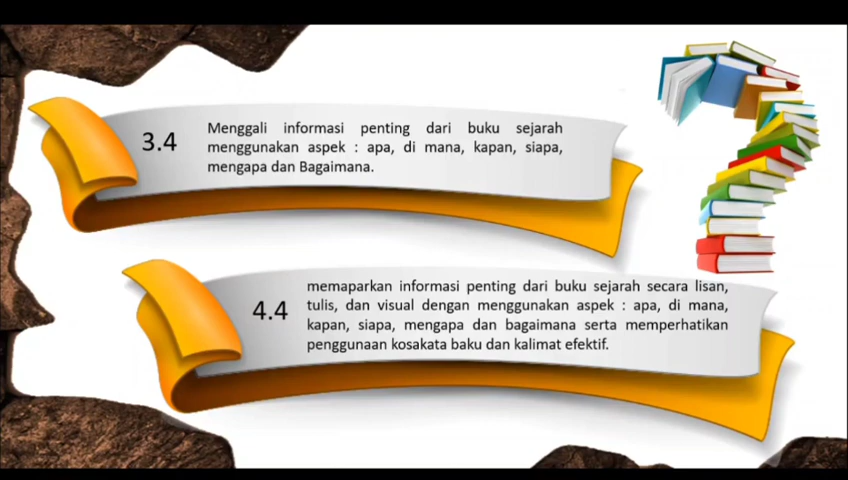 3.4
Menggali informasi penting dari buku sejarah
menggunakan aspek : apa, di mana, kapan, siapa,
mengapa dan Bagaimana.
4.4
memaparkan informasi penting dari buku sejarah secara lisan,
tulis, dan visual dengan menggunakan aspek : apa, di mana,
kapan, siapa, mengapa dan bagaimana serta memperhatikan
penggunaan kosakata baku dan kalimat efektif.